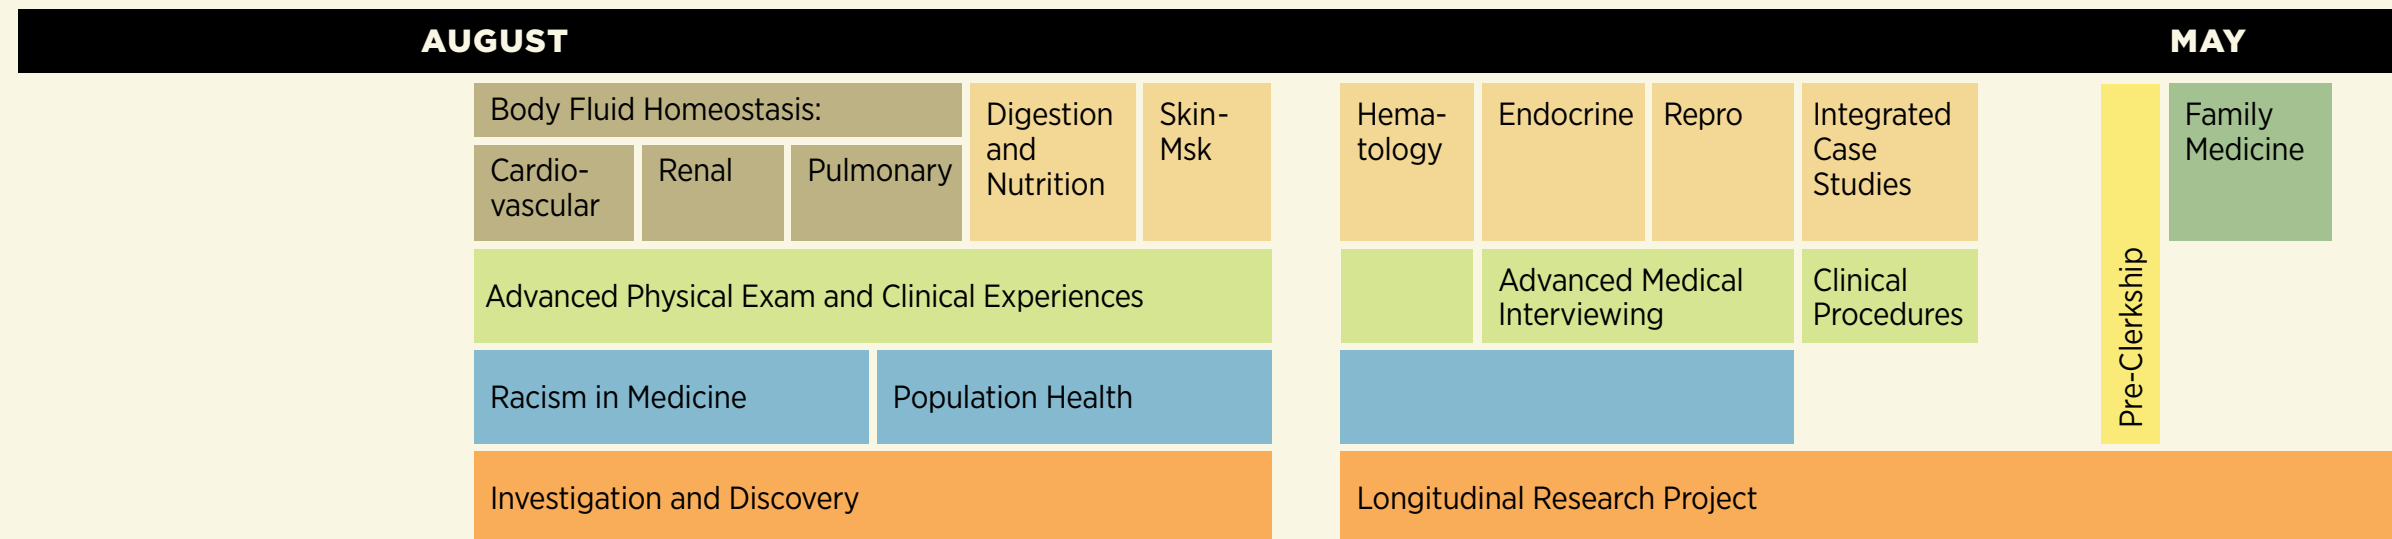 AUGUST
MAY
Body Fluid Homeostasis:
Cardio-
vascular
Renal
Pulmonary
Digestion
and
Nutrition
Skin-
Msk
Hema-
tology
Endocrine
Repro
Integrated
Case
Studies
Pre-Clerkship
Family
Medicine
Advanced Physical Exam and Clinical Experiences
Advanced Medical
Interviewing
Clinical
Procedures
Racism in Medicine
Population Health
Investigation and Discovery
Longitudinal Research Project